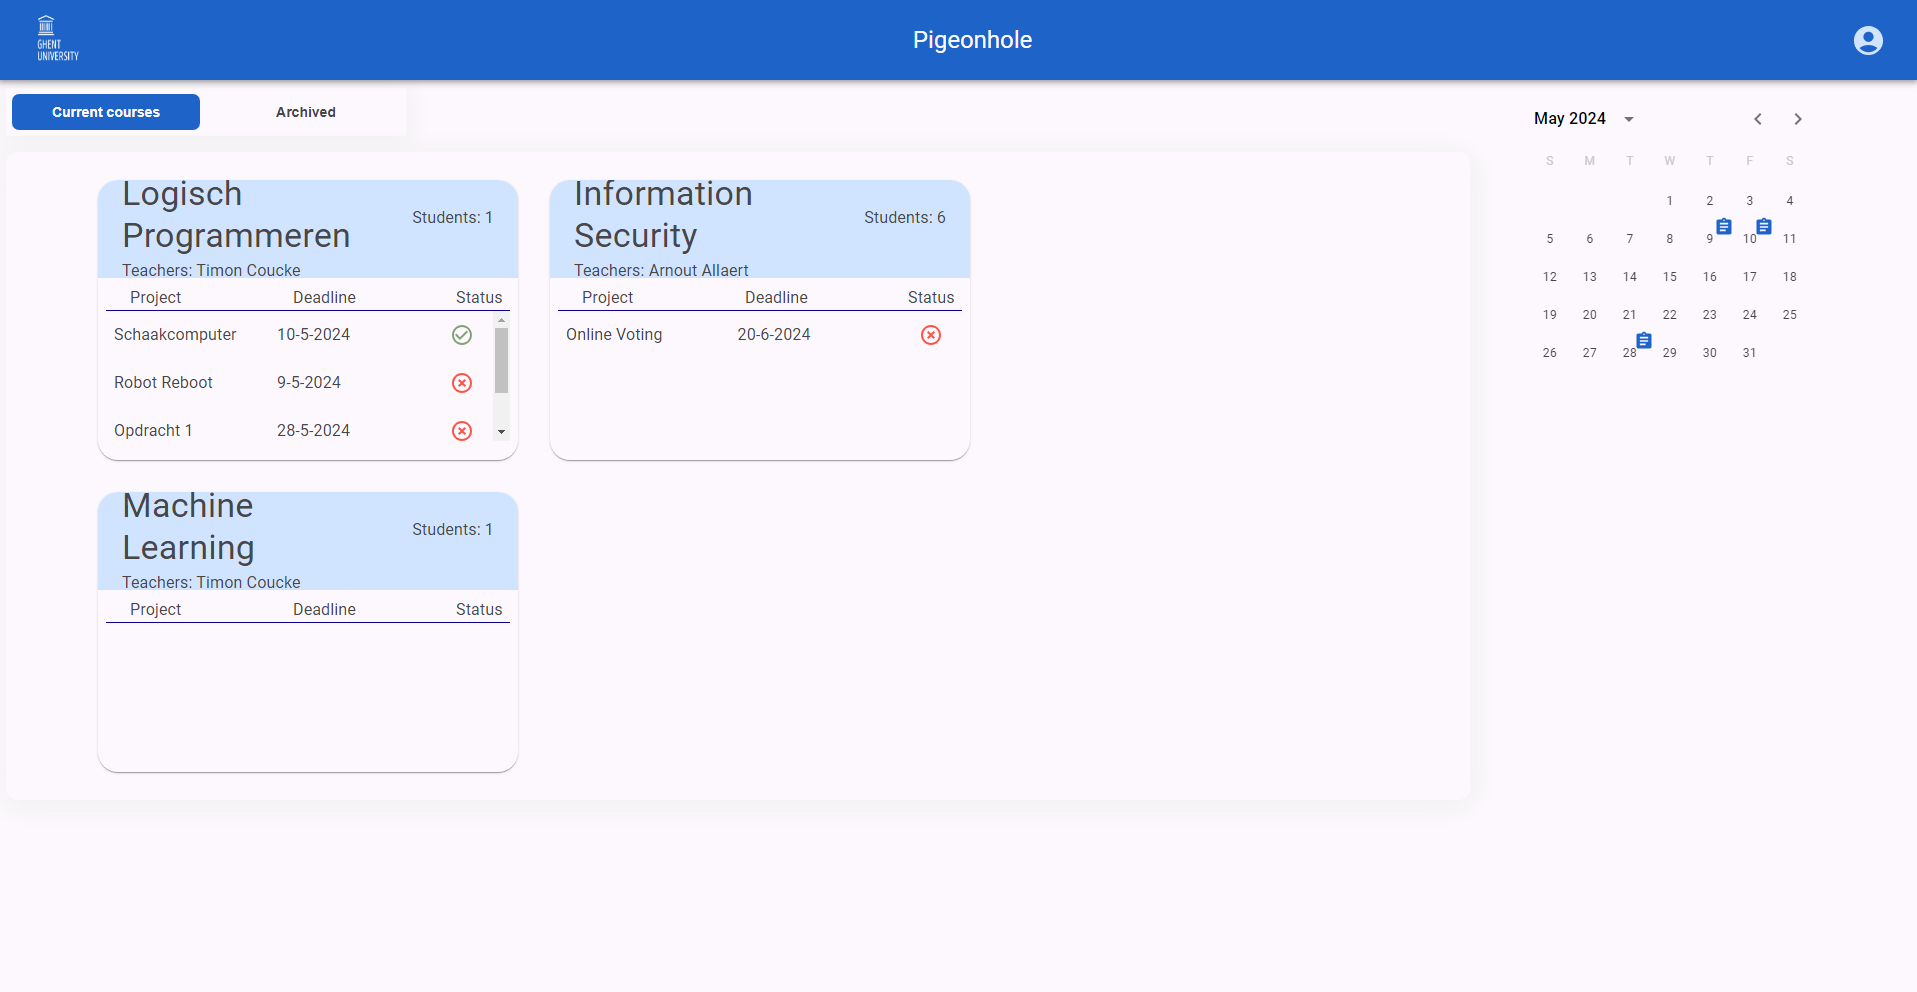 GHENT
UNIVERSITY
Pigeonhole
Current courses
Archived
Logisch
Programmeren
Students: 1
Teachers: Timon Coucke
Project Deadline Status
Schaakcomputer 10-5-2024
Robot Reboot 9-5-2024
Opdracht 1 28-5-2024
Information
Security
Students: 6
Teachers: Arnout Allaert
Project Deadline Status
Online Voting 20-6-2024
Machine
Learning
Students: 1
Teachers: Timon Coucke
Project Deadline Status
May 2024
S M T W T F S
1 2 3 4
5 6 7 8 9 10 11
12 13 14 15 16 17 18
19 20 21 22 23 24 25
26 27 28 29 30 31